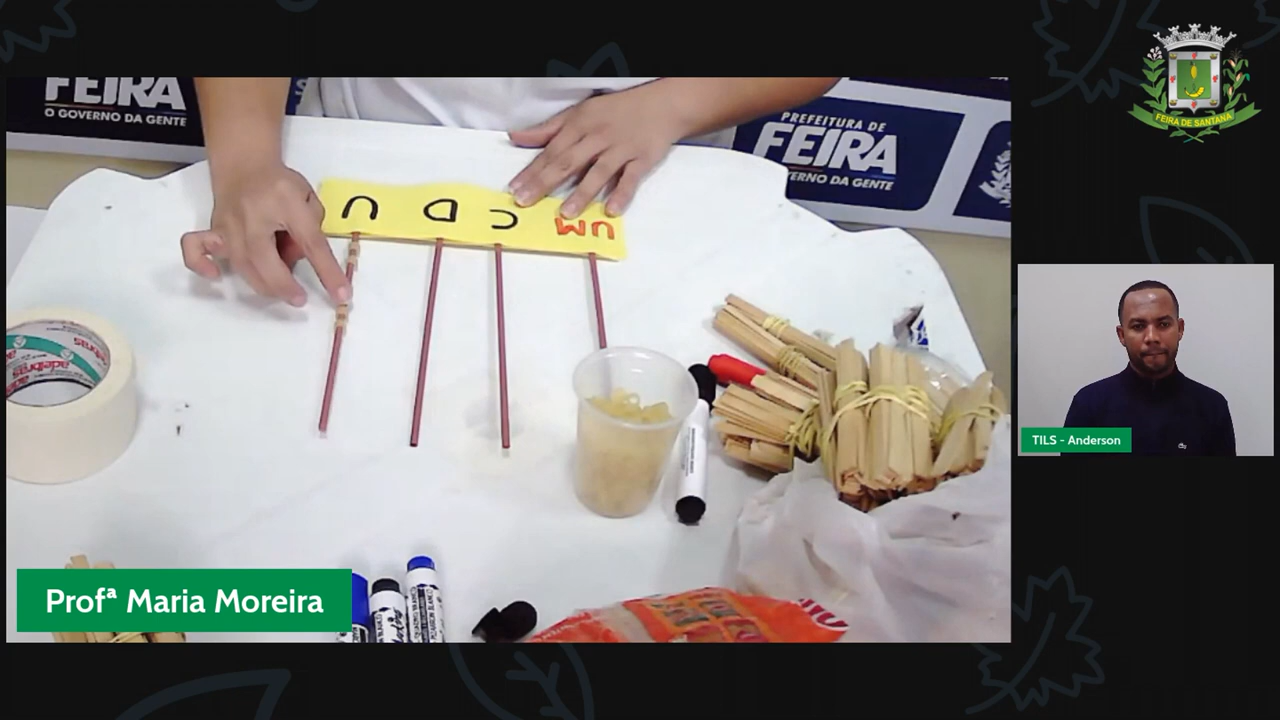 FEIRA
O GOVERNO DA GENTE
PREFEITURA DE
FEIRA
GOVERNO DA GENTE
UM C D U
adelbras
FEIRA DE SANTANA
TILS - Anderson
Profª Maria Moreira